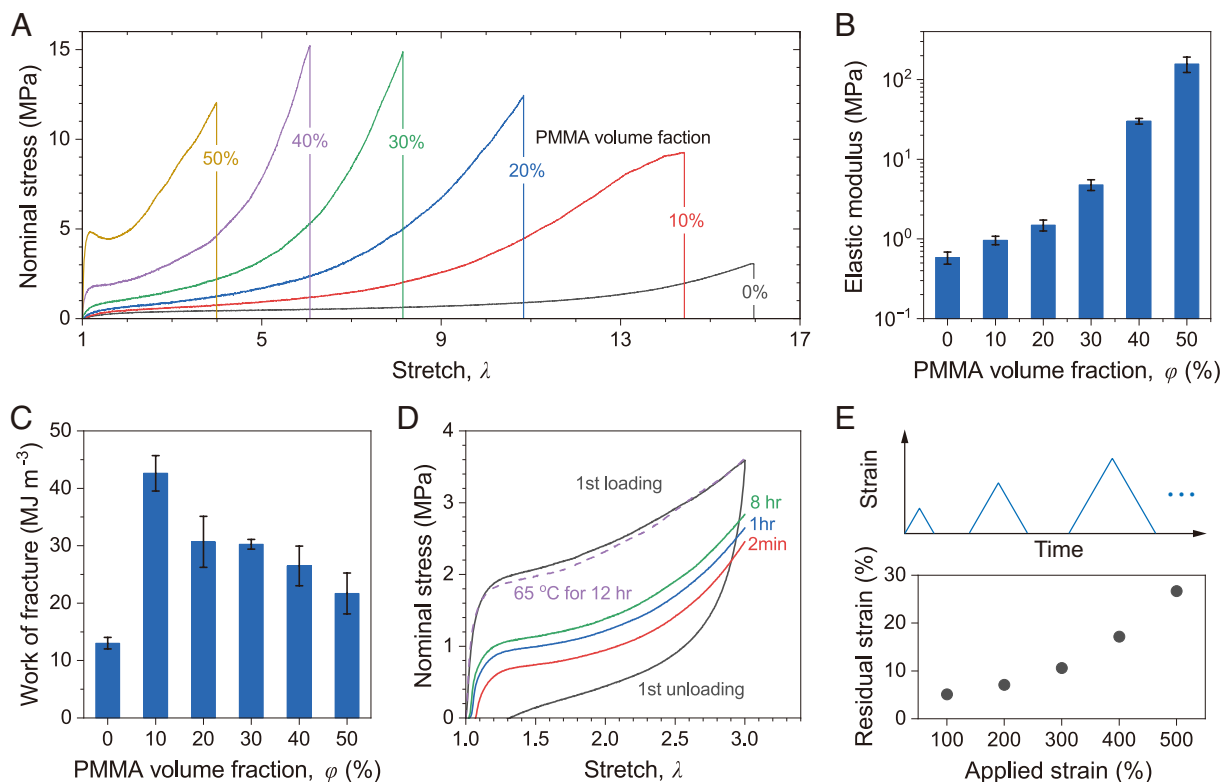 A
Nominal stress (MPa)
15
10
5
0
50%
40%
30%
20%
10%
0%
PMMA volume faction
1 5 9 13 17
Stretch, λ
B
Elastic modulus (MPa)
10²
10¹
10⁰
10⁻¹
0 10 20 30 40 50
PMMA volume fraction, φ (%)
C
Work of fracture (MJ m⁻³)
50
40
30
20
10
0
0 10 20 30 40 50
PMMA volume fraction, φ (%)
D
Nominal stress (MPa)
4
3
2
1
0
1st loading
8 hr
1hr
2min
65 °C for 12 hr
1st unloading
1.0 1.5 2.0 2.5 3.0
Stretch, λ
E
Strain
Time
Residual strain (%)
30
20
10
0
100 200 300 400 500
Applied strain (%)